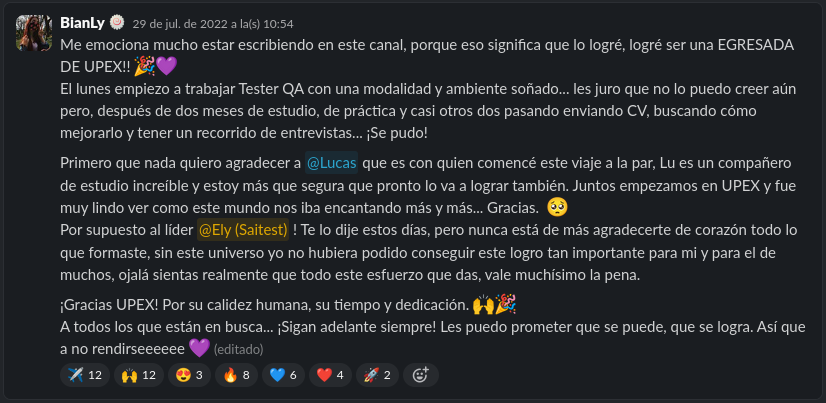 BianLy 29 de jul. de 2022 a la(s) 10:54
Me emociona mucho estar escribiendo en este canal, porque eso significa que lo logré, logré ser una EGRESADA
DE UPEX!! 🎉💜
El lunes empiezo a trabajar Tester QA con una modalidad y ambiente soñado... les juro que no lo puedo creer aún
pero, después de dos meses de estudio, de práctica y casi otros dos pasando enviando CV, buscando cómo
mejorarlo y tener un recorrido de entrevistas... ¡Se pudo!
Primero que nada quiero agradecer a @Lucas que es con quien comencé este viaje a la par, Lu es un compañero
de estudio increíble y estoy más que segura que pronto lo va a lograr también. Juntos empezamos en UPEX y fue
muy lindo ver como este mundo nos iba encantando más y más... Gracias. 🥺
Por supuesto al líder @Ely (Saitest) ! Te lo dije estos días, pero nunca está de más agradecerte de corazón todo lo
que formaste, sin este universo yo no hubiera podido conseguir este logro tan importante para mi y para el de
muchos, ojalá sientas realmente que todo este esfuerzo que das, vale muchísimo la pena.
¡Gracias UPEX! Por su calidez humana, su tiempo y dedicación. 🙌🎉
A todos los que están en busca... ¡Sigan adelante siempre! Les puedo prometer que se puede, que se logra. Así que
a no rendirseeeeee 💜 (editado)
✈️ 12 🙌 12 😍 3 🔥 8 💙 6 ❤️ 4 🚀 2